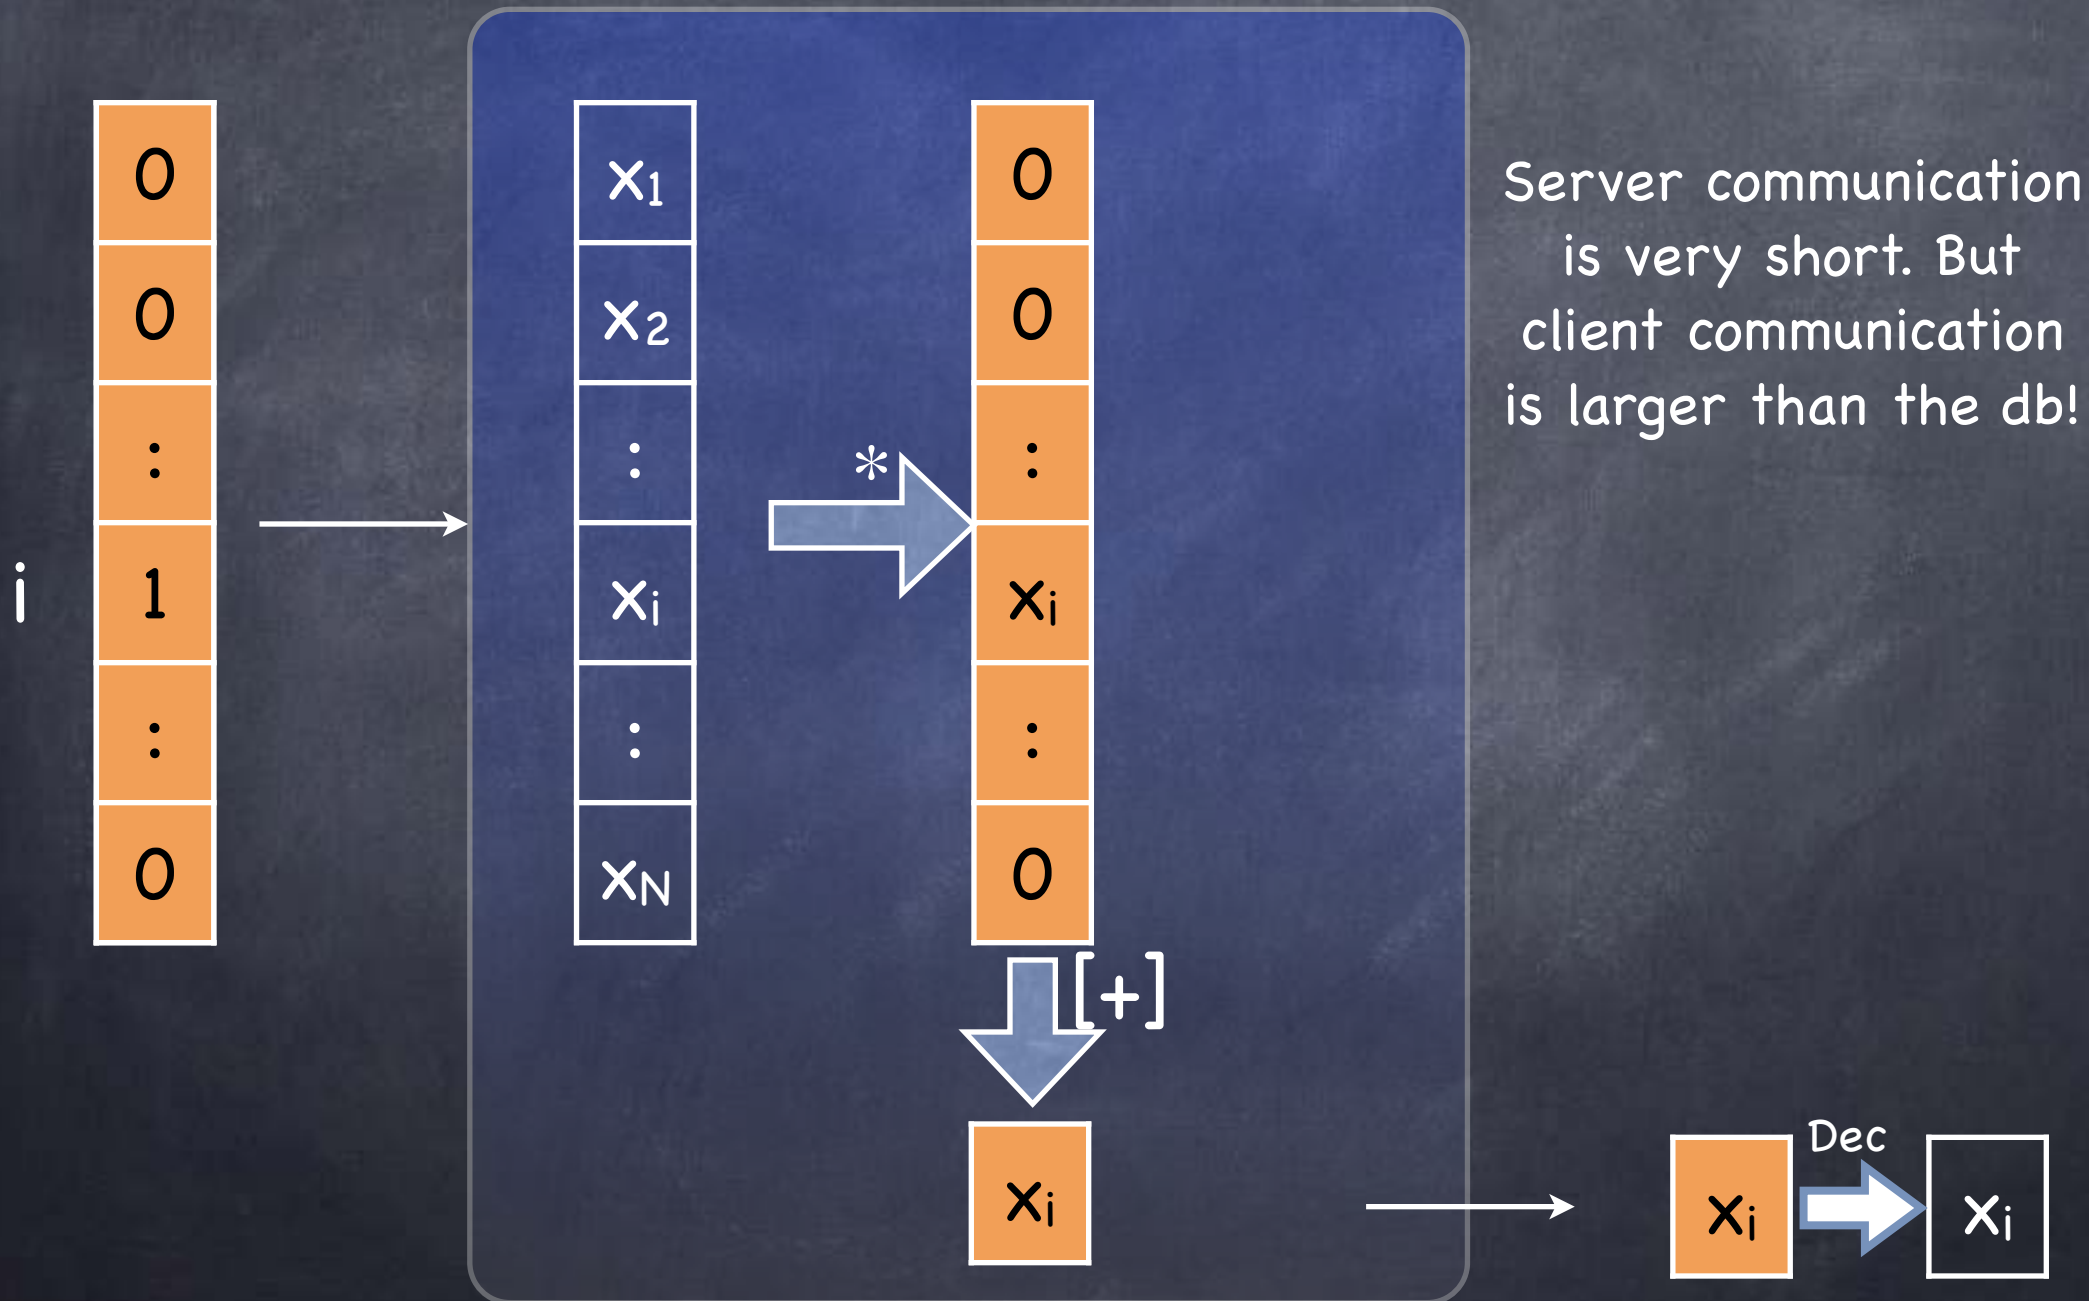 i
0
0
:
1
:
0
x₁
x₂
:
xᵢ
:
x_N
*
0
0
:
xᵢ
:
0
[+]
xᵢ
Server communication
is very short. But
client communication
is larger than the db!
xᵢ
Dec
xᵢ